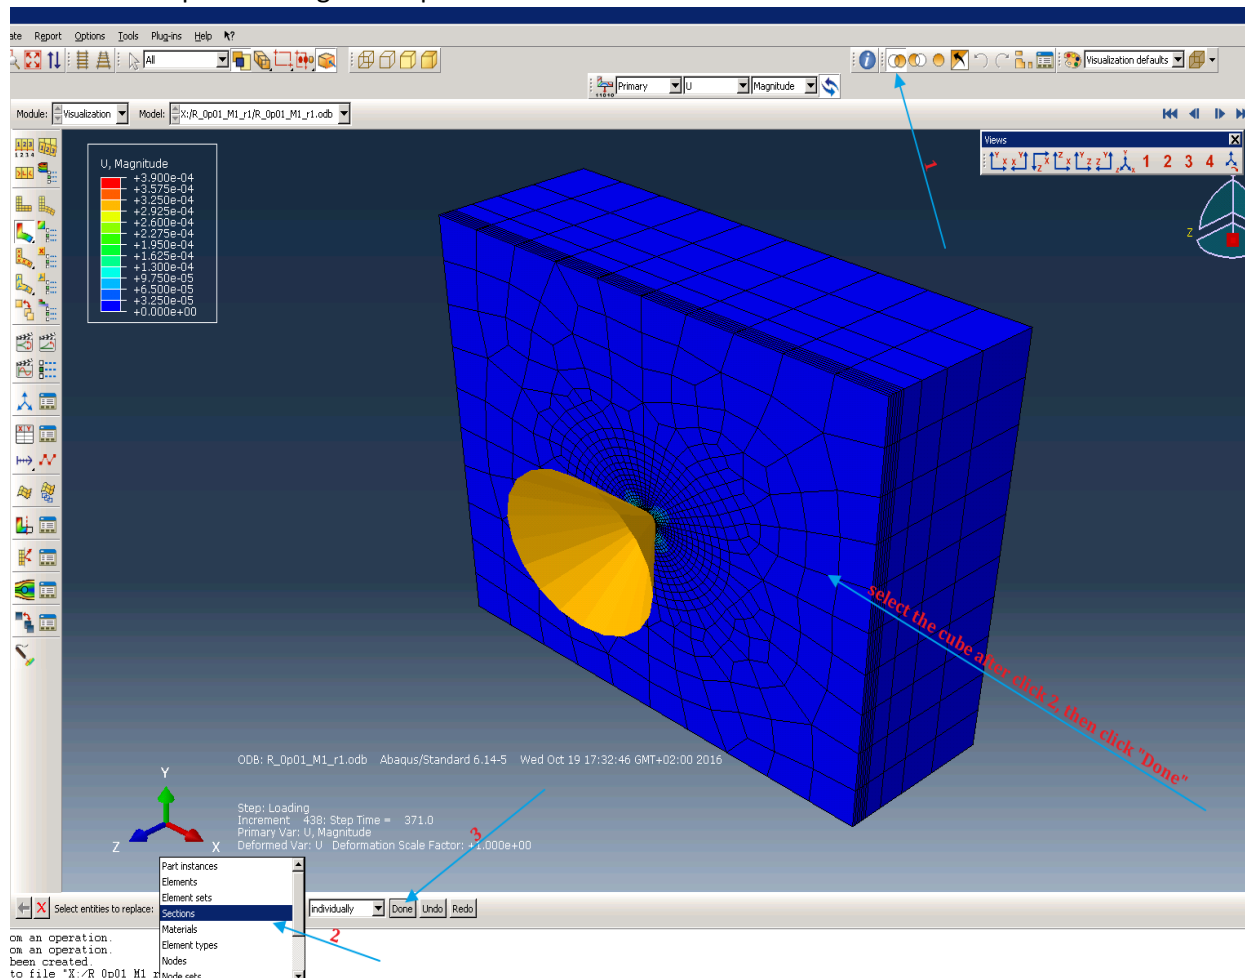 ate Report Options Tools Plug-ins Help
All
Visualization defaults
Primary U Magnitude
Module: Visualization Model: X:/R_0p01_M1_r1/R_0p01_M1_r1.odb
Views
1 2 3 4
1
U, Magnitude
+3.900e-04
+3.575e-04
+3.250e-04
+2.925e-04
+2.600e-04
+2.275e-04
+1.950e-04
+1.625e-04
+1.300e-04
+9.750e-05
+6.500e-05
+3.250e-05
+0.000e+00
Z
select the cube after click 2, then click "Done"
ODB: R_0p01_M1_r1.odb Abaqus/Standard 6.14-5 Wed Oct 19 17:32:46 GMT+02:00 2016
Y
Z
X
Step: Loading
Increment 438: Step Time = 371.0
Primary Var: U, Magnitude
Deformed Var: U Deformation Scale Factor: +1.000e+00
3
Part instances
Elements
Element sets
Sections
Materials
Element types
Nodes
Node sets
Select entities to replace:
individually Done Undo Redo
2
om an operation.
om an operation.
been created.
to file "X:/R_0p01_M1_r